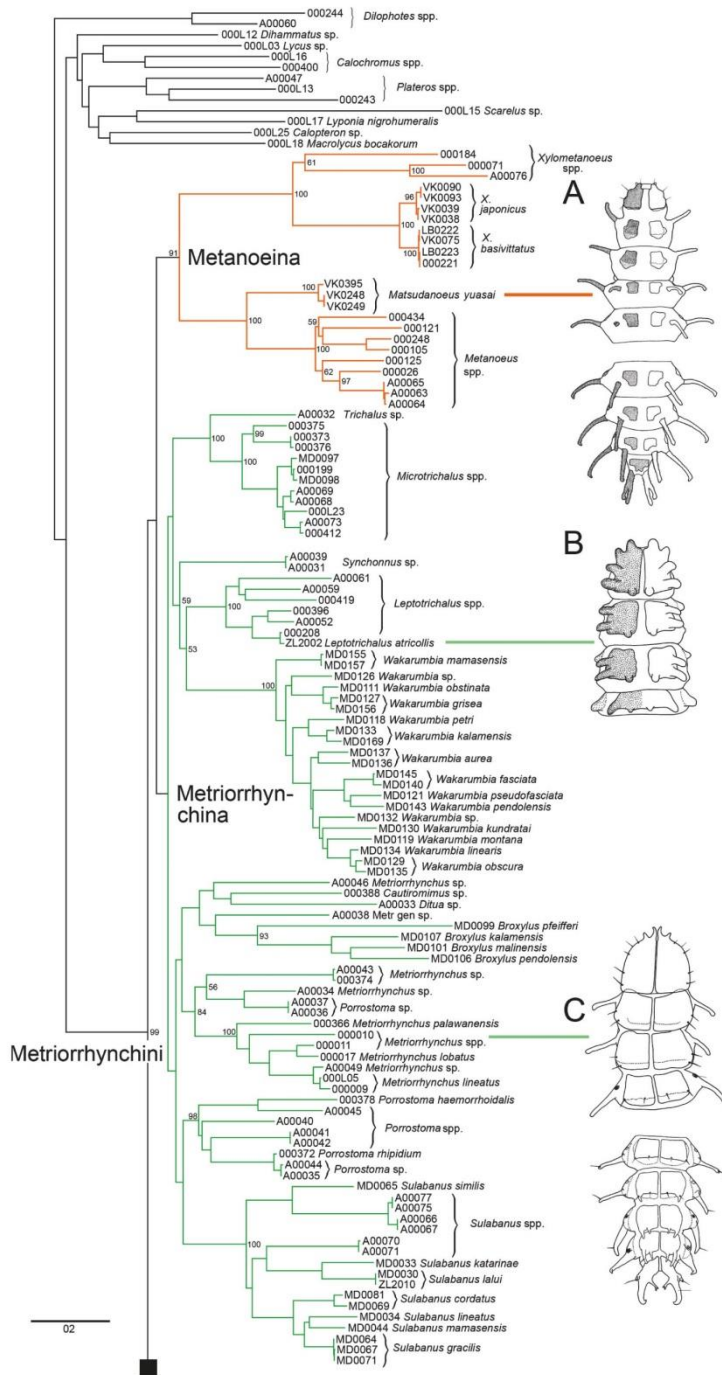 000244
Dilophotes spp.
A00060
000L12 Dihammatus sp.
000L03 Lycus sp.
000L16
Calochromus spp.
000400
A00047
000L13
Plateros spp.
000243
000L15 Scarelus sp.
000L17 Lyponia nigrohumeralis
000L25 Calopteron sp.
000L18 Macrolycus bocakorum
000184
61
Xylometanoeus
spp.
000071
100
A00076
A
100
VK0090
96
VK0093
X.
japonicus
VK0039
VK0038
LB0222
X.
basivittatus
VK0075
100
LB0223
000221
91
Metanoeina
VK0395
100
VK0248
Matsudanoeus yuasai
VK0249
100
000434
59
000121
000248
100
000105
Metanoeus
spp.
000125
62
000026
97
A00065
A00063
A00064
A00032 Trichalus sp.
000375
100
99
000373
000376
100
MD0097
000199
Microtrichalus spp.
MD0098
A00069
A00068
000L23
A00073
000412
B
A00039
Synchonnus sp.
A00031
A00061
59
A00059
Leptotrichalus
spp.
100
000419
000396
A00052
53
000208
ZL2002 Leptotrichalus atricollis
MD0155
Wakarumbia mamasensis
100
MD0157
MD0126 Wakarumbia sp.
MD0111 Wakarumbia obstinata
MD0127
Wakarumbia grisea
MD0156
MD0118 Wakarumbia petri
MD0133
Wakarumbia kalamensis
MD0169
MD0137
Wakarumbia aurea
MD0136
Metriorrhyn-
china
MD0145
Wakarumbia fasciata
MD0140
MD0121 Wakarumbia pseudofasciata
MD0143 Wakarumbia pendolensis
MD0132 Wakarumbia sp.
MD0130 Wakarumbia kundratai
MD0119 Wakarumbia montana
MD0134 Wakarumbia linearis
MD0129
Wakarumbia obscura
MD0135
A00046 Metriorrhynchus sp.
000388 Cautiromimus sp.
A00033 Ditua sp.
A00038 Metr gen sp.
MD0099 Broxylus pfeifferi
93
MD0107 Broxylus kalamensis
MD0101 Broxylus malinensis
MD0106 Broxylus pendolensis
A00043
Metriorrhynchus sp.
000374
56
A00034 Metriorrhynchus sp.
A00037
Porrostoma sp.
84
A00036
C
000366 Metriorrhynchus palawanensis
99
100
000010
Metriorrhynchus spp.
000011
Metriorrhynchini
000017 Metriorrhynchus lobatus
A00049 Metriorrhynchus sp.
000L05
Metriorrhynchus lineatus
000009
000378 Porrostoma haemorrhoidalis
98
A00045
A00040
Porrostoma spp.
A00041
A00042
000372 Porrostoma rhipidium
A00044
Porrostoma sp.
A00035
MD0065 Sulabanus similis
A00077
A00075
Sulabanus spp.
A00066
A00067
100
A00070
A00071
MD0033 Sulabanus katarinae
MD0030
Sulabanus lalui
ZL2010
MD0081
Sulabanus cordatus
MD0069
MD0034 Sulabanus lineatus
02
MD0044 Sulabanus mamasensis
MD0064
MD0067
Sulabanus gracilis
MD0071